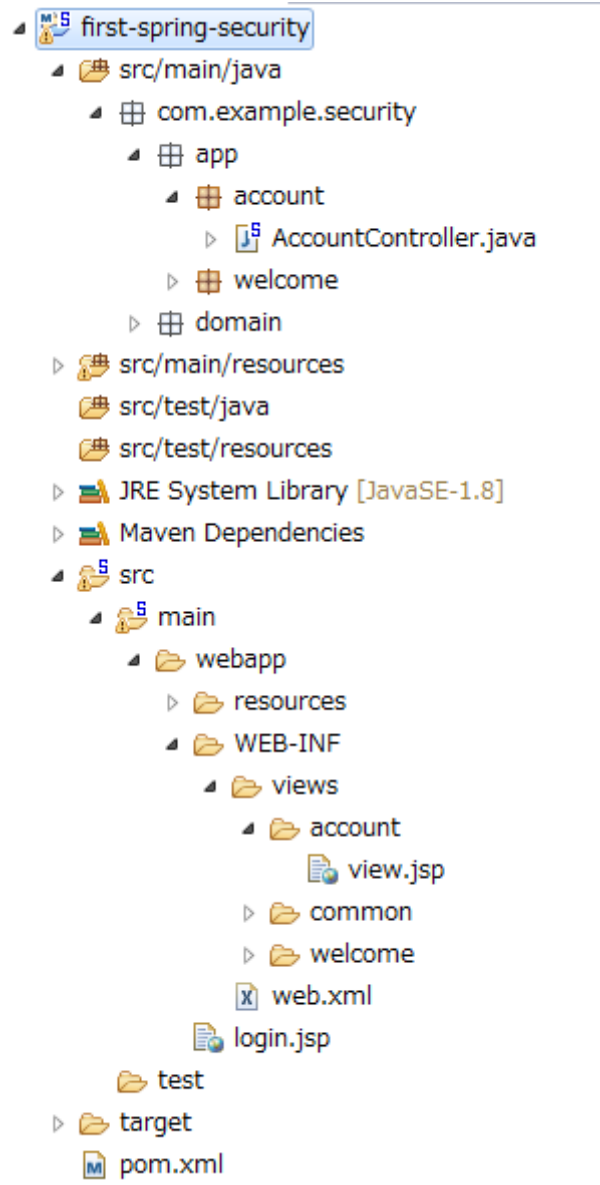 first-spring-security
src/main/java
com.example.security
app
account
AccountController.java
welcome
domain
src/main/resources
src/test/java
src/test/resources
JRE System Library [JavaSE-1.8]
Maven Dependencies
src
main
webapp
resources
WEB-INF
views
account
view.jsp
common
welcome
web.xml
login.jsp
test
target
pom.xml